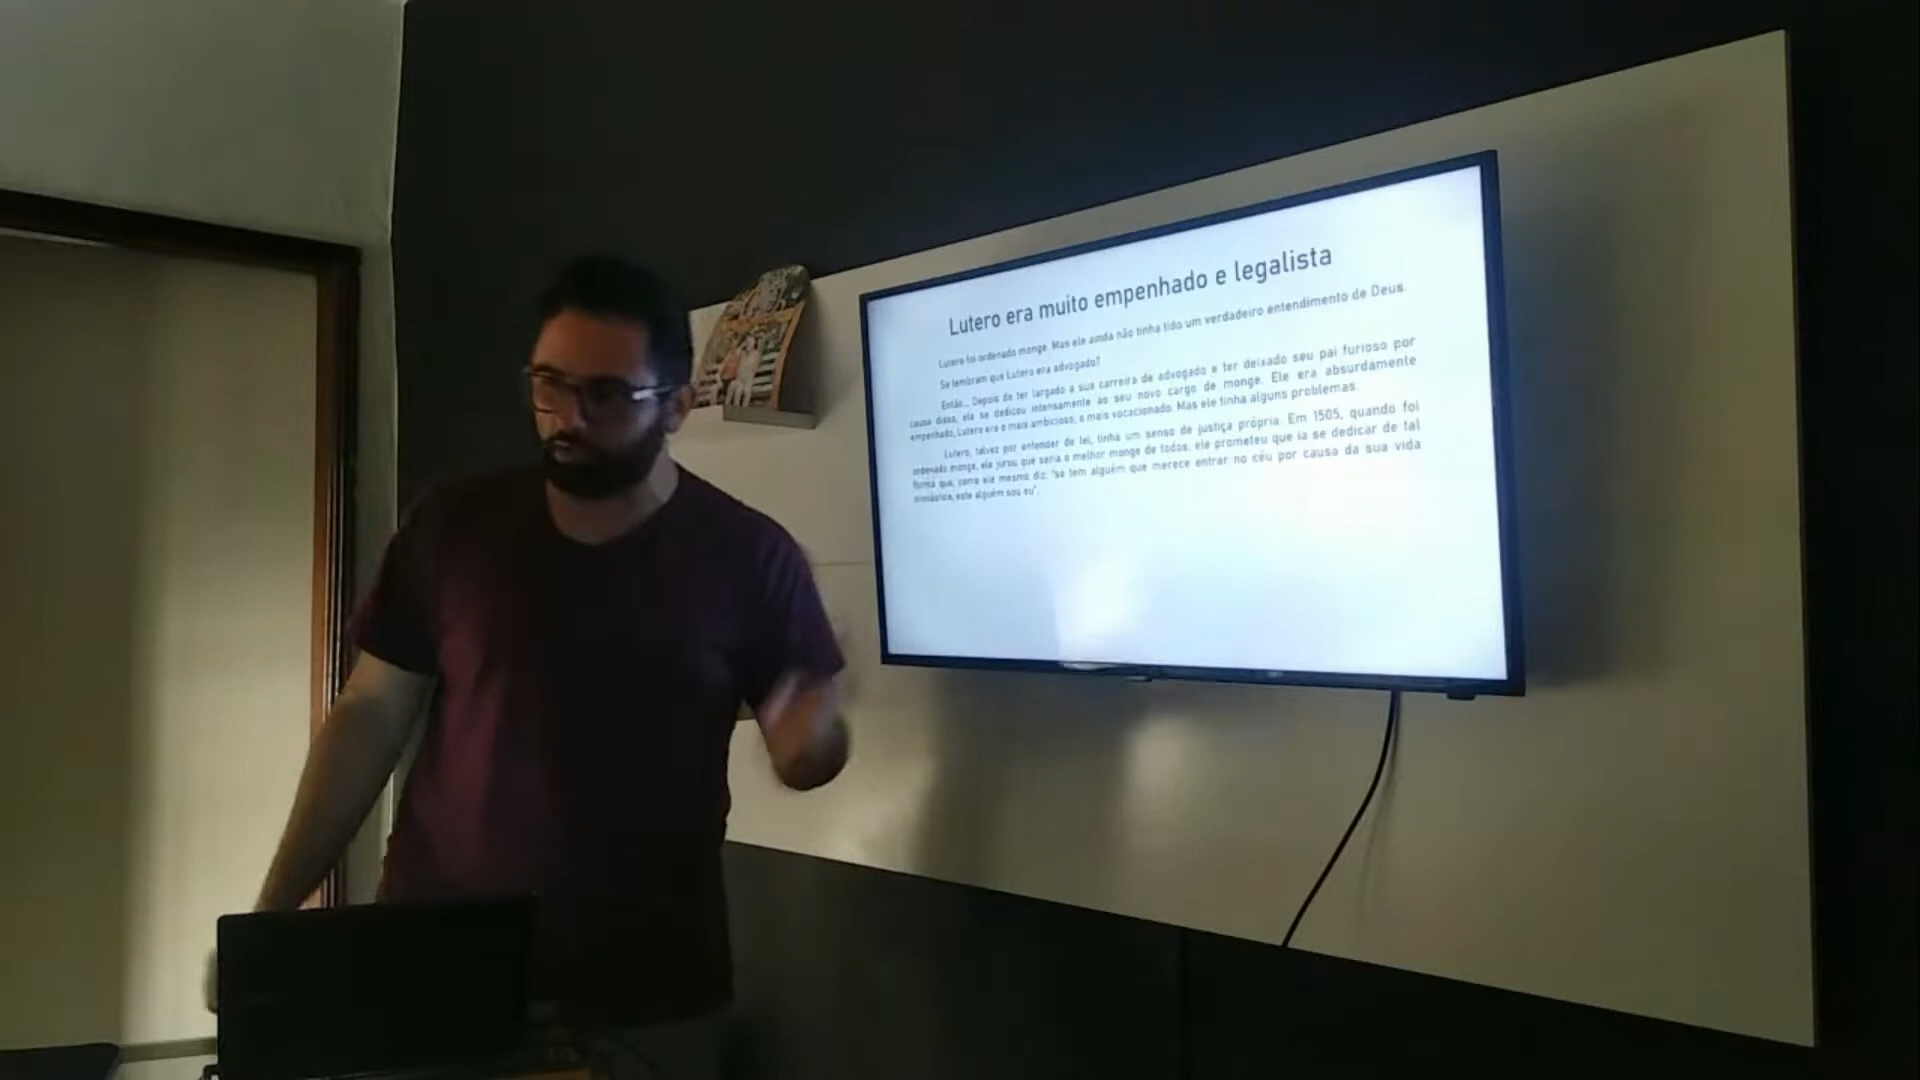 Lutero era muito empenhado e legalista
Lutero foi ordenado monge. Mas ele ainda não tinha tido um verdadeiro entendimento de Deus.
Se lembram que Lutero era advogado?
Então... Depois de ter largado a sua carreira de advogado e ter deixado seu pai furioso por
causa disso, ele se dedicou intensamente ao seu novo cargo de monge. Ele era absurdamente
empenhado, Lutero era o mais ambicioso, o mais vocacionado. Mas ele tinha alguns problemas.
Lutero, talvez por entender de lei, tinha um senso de justiça própria. Em 1505, quando foi
ordenado monge, ele jurou que seria o melhor monge de todos, ele prometeu que ia se dedicar de tal
forma que, como ele mesmo diz: "se tem alguém que merece entrar no céu por causa da sua vida
monástica, este alguém sou eu".